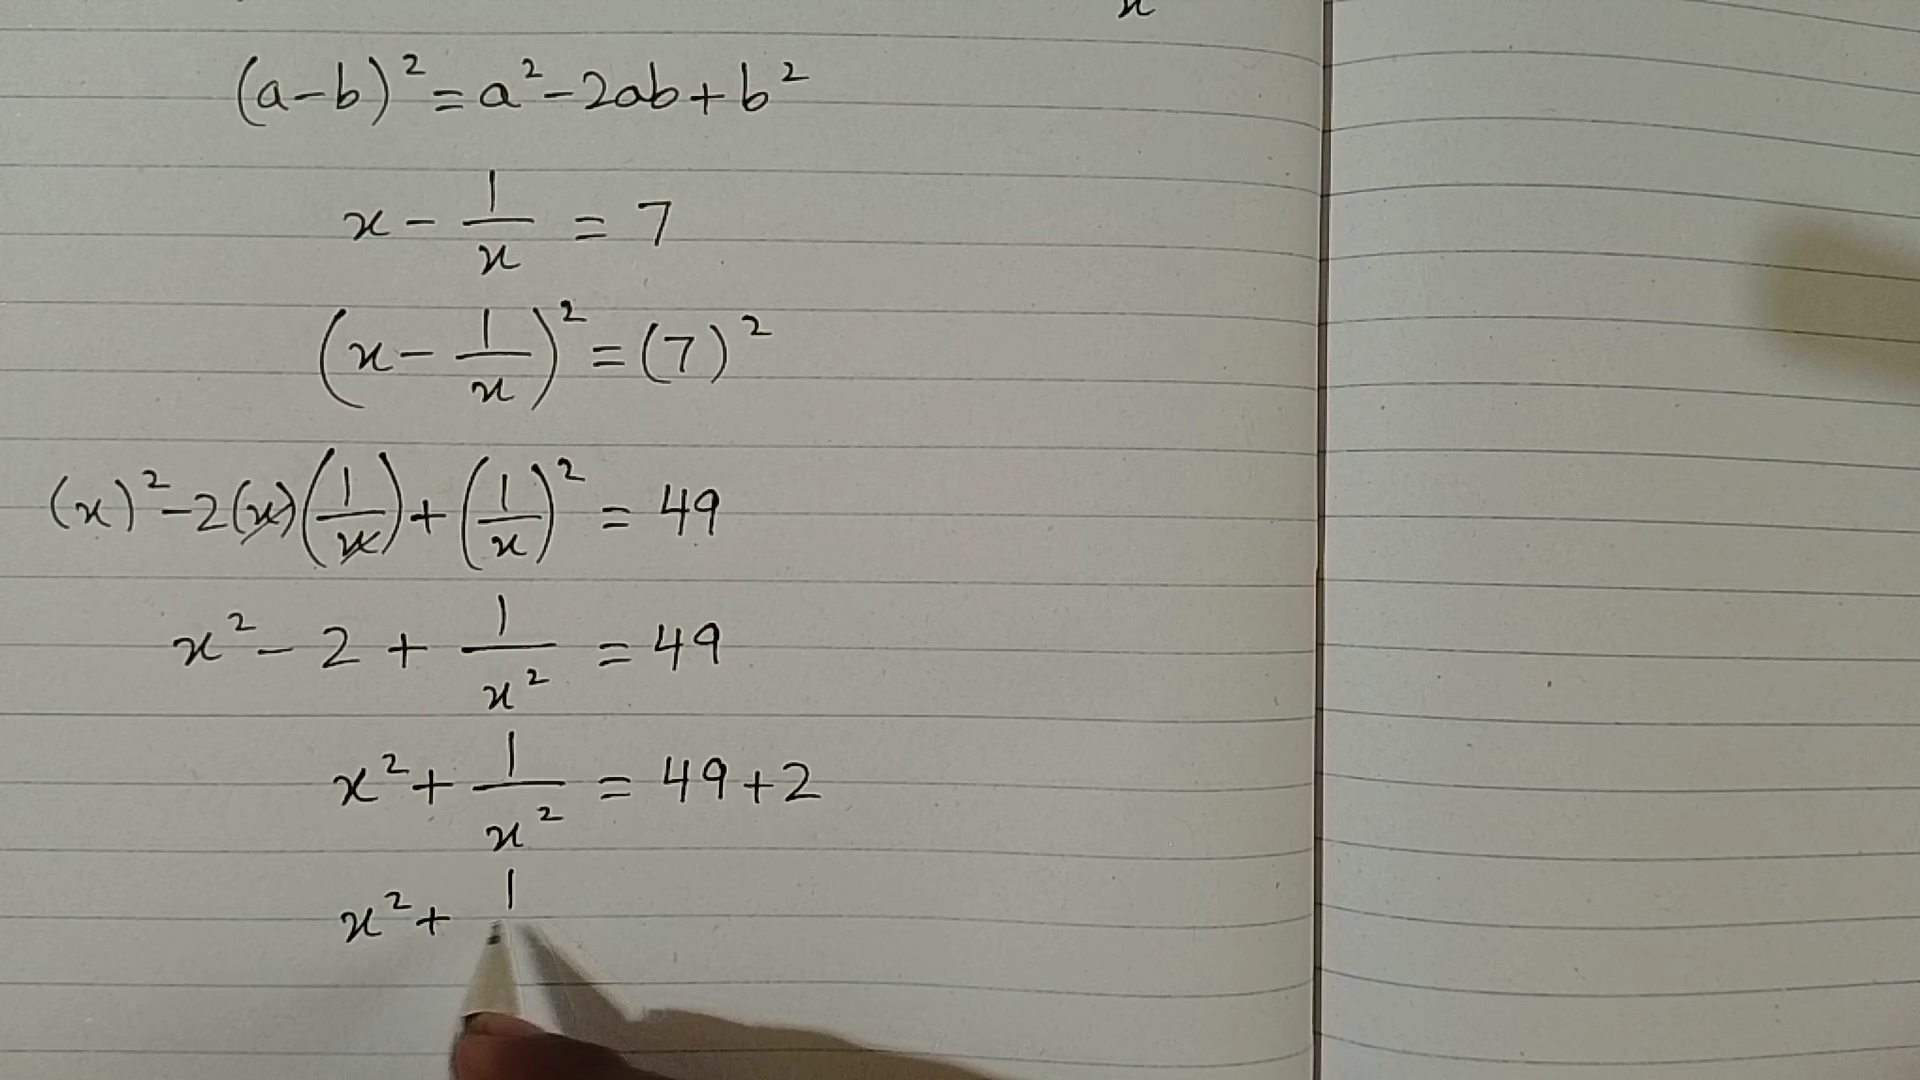 x
(a-b)² = a² - 2ab + b²
x - 1/x = 7
(x - 1/x)² = (7)²
(x)² - 2(x)(1/x) + (1/x)² = 49
x² - 2 + 1/x² = 49
x² + 1/x² = 49 + 2
x² + 1